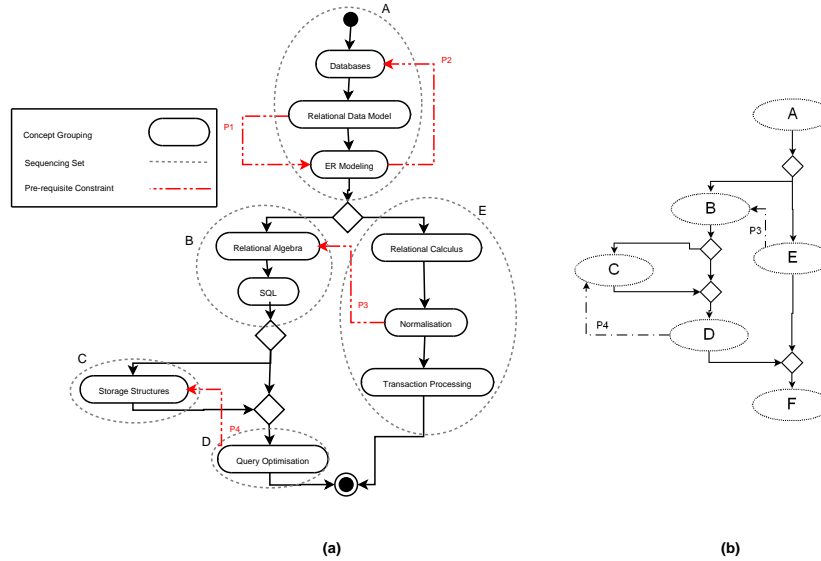 A
Databases
P2
Relational Data Model
P1
ER Modeling
Concept Grouping
Sequencing Set
Pre-requisite Constraint
E
B
Relational Algebra
Relational Calculus
SQL
P3
Normalisation
C
Storage Structures
Transaction Processing
P4
D
Query Optimisation
(a)
A
B
P3
C
E
P4
D
F
(b)